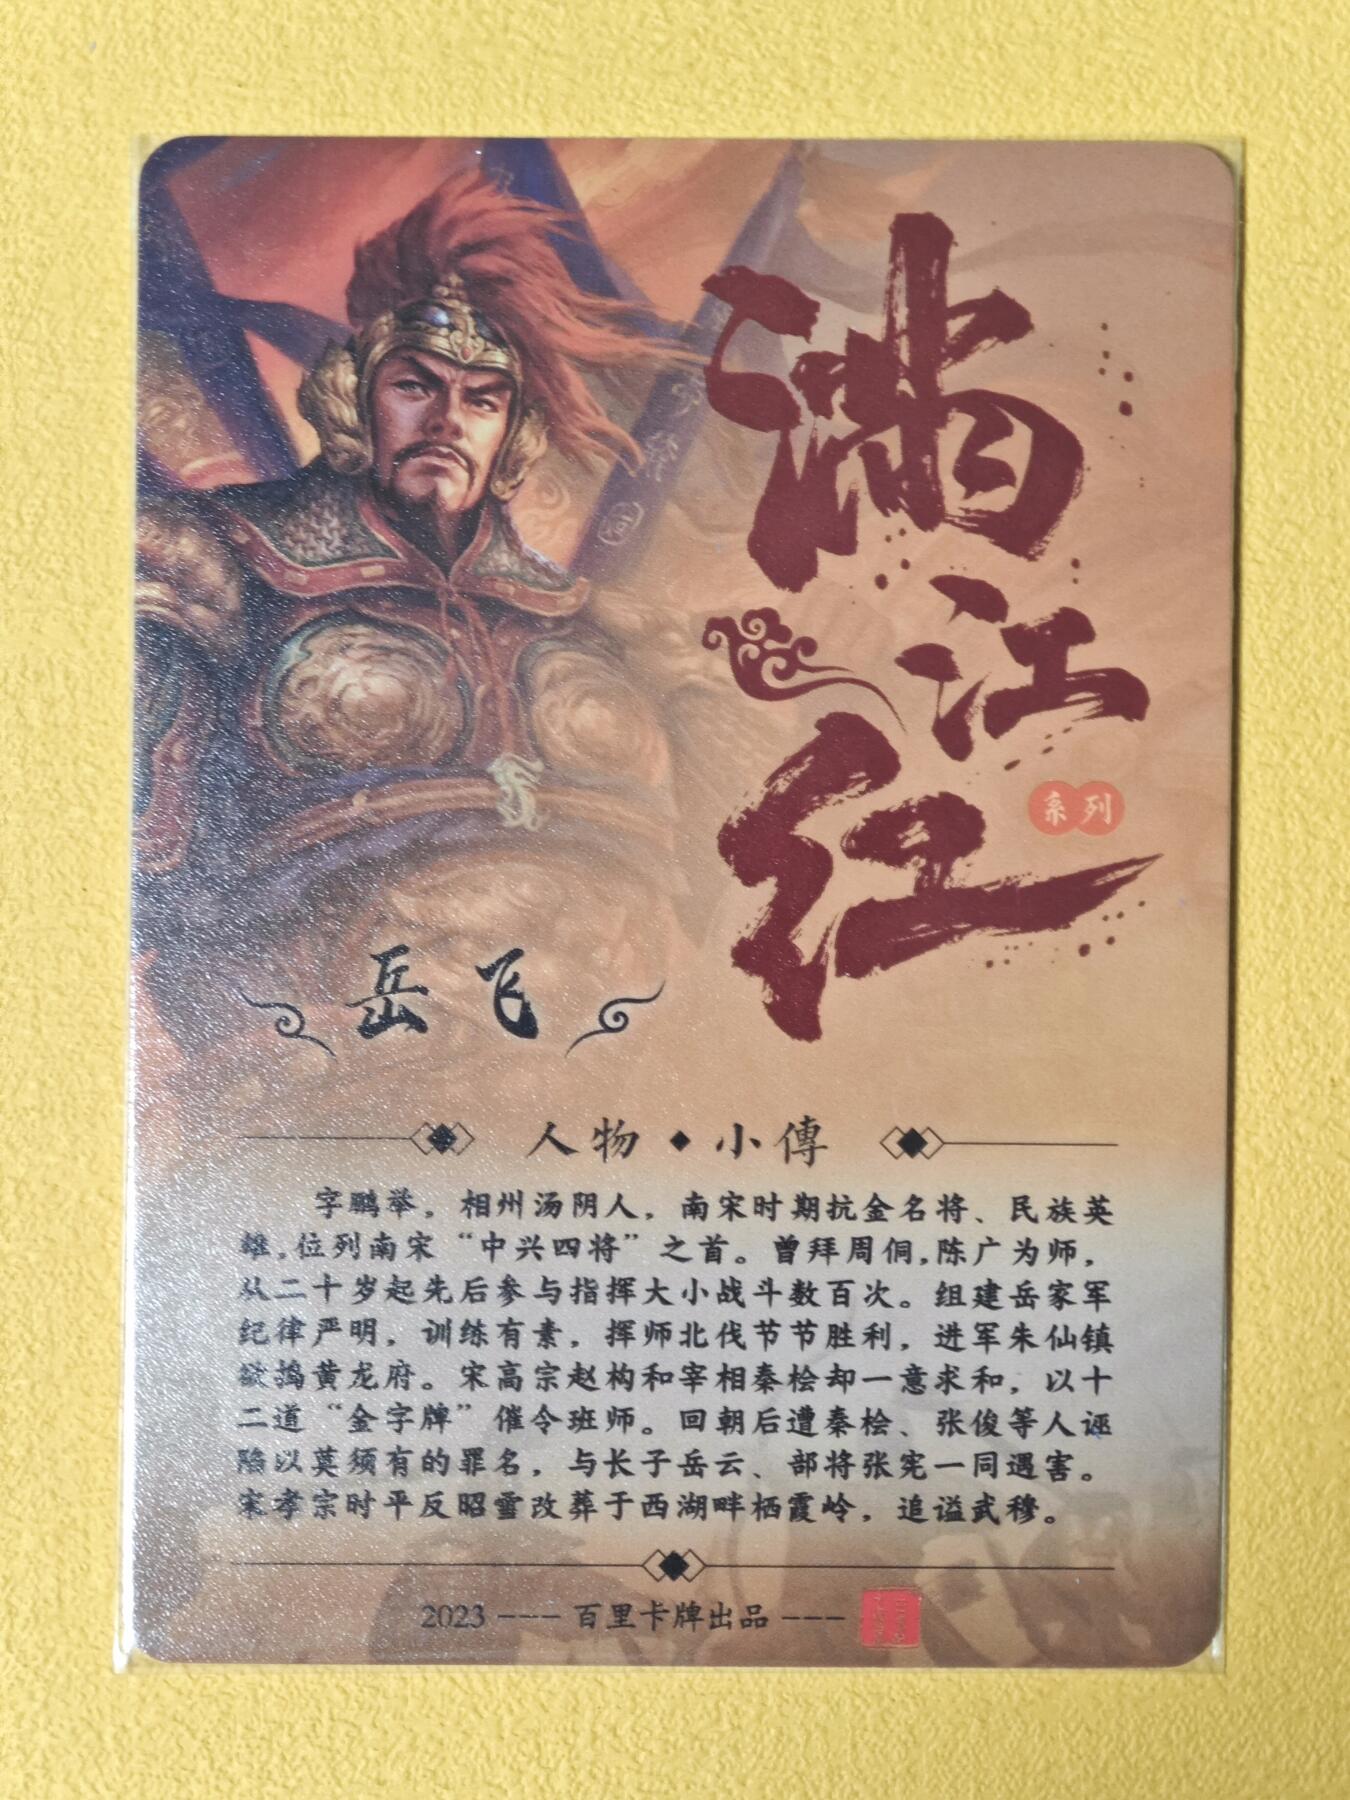 满江红
系列
岳飞
人物·小傳
字鹏举，相州汤阴人，南宋时期抗金名将、民族英
雄，位列南宋“中兴四将”之首。曾拜周侗，陈广为师，
从二十岁起先后参与指挥大小战斗数百次。组建岳家军
纪律严明，训练有素，挥师北伐节节胜利，进军朱仙镇
欲捣黄龙府。宋高宗赵构和宰相秦桧却一意求和，以十
二道“金字牌”催令班师。回朝后遭秦桧、张俊等人诬
陷以莫须有的罪名，与长子岳云、部将张宪一同遇害。
宋孝宗时平反昭雪改葬于西湖畔栖霞岭，追谥武穆。
2023 --- 百里卡牌出品 ---